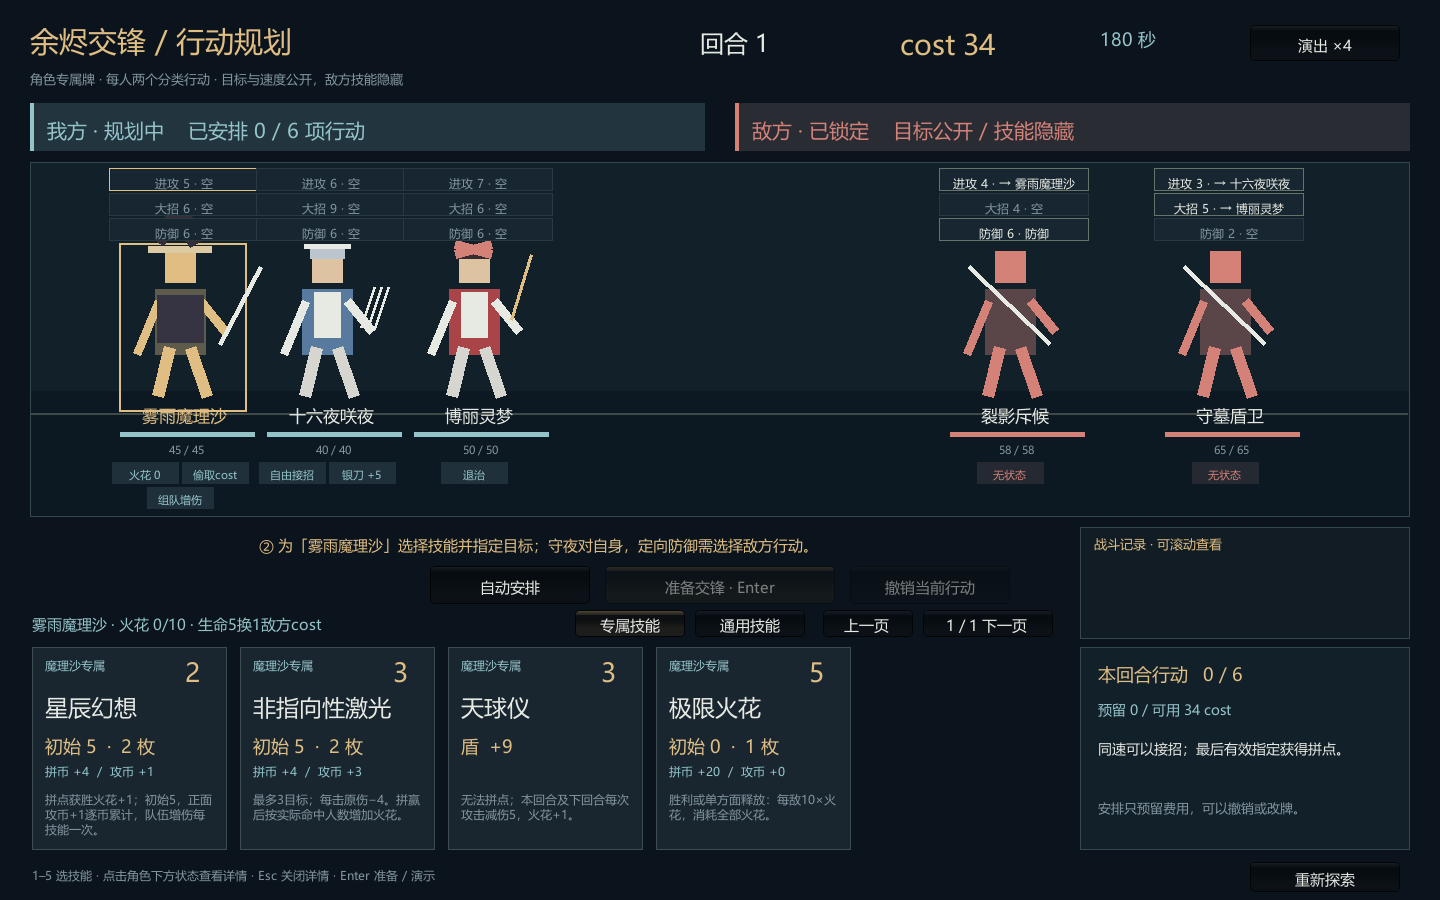 余烬交锋 / 行动规划
回合 1
cost 34
180 秒
演出 ×4
角色专属牌 · 每人两个分类行动 · 目标与速度公开，敌方技能隐藏
我方 · 规划中 已安排 0 / 6 项行动
敌方 · 已锁定 目标公开 / 技能隐藏
进攻 5 · 空
进攻 6 · 空
进攻 7 · 空
大招 6 · 空
大招 9 · 空
大招 6 · 空
防御 6 · 空
防御 6 · 空
防御 6 · 空
进攻 4 · → 雾雨魔理沙
大招 4 · 空
防御 6 · 防御
进攻 3 · → 十六夜咲夜
大招 5 · → 博丽灵梦
防御 2 · 空
雾雨魔理沙
十六夜咲夜
博丽灵梦
裂影斥候
守墓盾卫
45 / 45
40 / 40
50 / 50
58 / 58
65 / 65
火花 0
偷取cost
组队增伤
自由接招
银刀 +5
退治
无状态
无状态
② 为「雾雨魔理沙」选择技能并指定目标；守夜对自身，定向防御需选择敌方行动。
自动安排
准备交锋 · Enter
撤销当前行动
战斗记录 · 可滚动查看
雾雨魔理沙 · 火花 0/10 · 生命5换1敌方cost
专属技能
通用技能
上一页
1 / 1 下一页
魔理沙专属
2
星辰幻想
初始 5 · 2 枚
拼币 +4 / 攻币 +1
拼点获胜火花+1；初始5，正面
攻币+1逐币累计，队伍增伤每
技能一次。
魔理沙专属
3
非指向性激光
初始 5 · 2 枚
拼币 +4 / 攻币 +3
最多3目标；每击原伤−4。拼赢
后按实际命中人数增加火花。
魔理沙专属
3
天球仪
盾 +9
无法拼点；本回合及下回合每次
攻击减伤5，火花+1。
魔理沙专属
5
极限火花
初始 0 · 1 枚
拼币 +20 / 攻币 +0
胜利或单方面释放：每敌10×火
花，消耗全部火花。
本回合行动 0 / 6
预留 0 / 可用 34 cost
同速可以接招；最后有效指定获得拼点。
安排只预留费用，可以撤销或改牌。
1–5 选技能 · 点击角色下方状态查看详情 · Esc 关闭详情 · Enter 准备 / 演示
重新探索